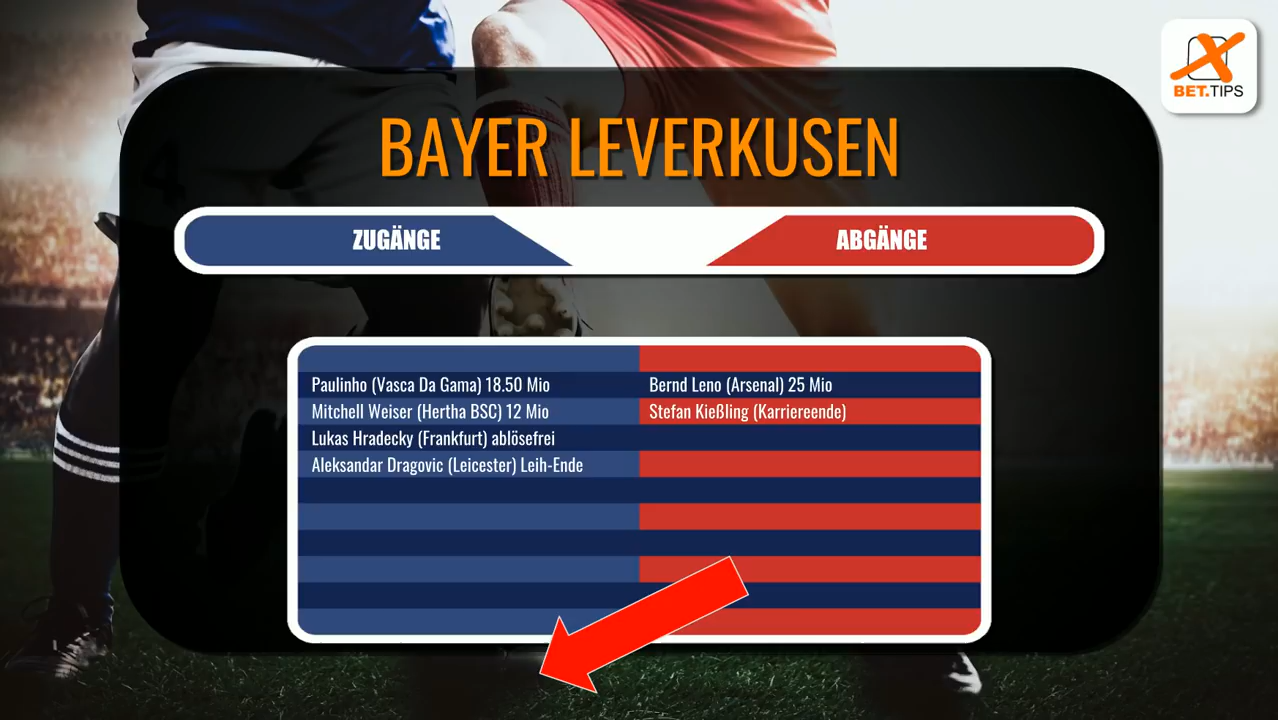 BET.TIPS
BAYER LEVERKUSEN
ZUGÄNGE
ABGÄNGE
Paulinho (Vasca Da Gama) 18.50 Mio
Bernd Leno (Arsenal) 25 Mio
Mitchell Weiser (Hertha BSC) 12 Mio
Stefan Kießling (Karriereende)
Lukas Hradecky (Frankfurt) ablösefrei
Aleksandar Dragovic (Leicester) Leih-Ende